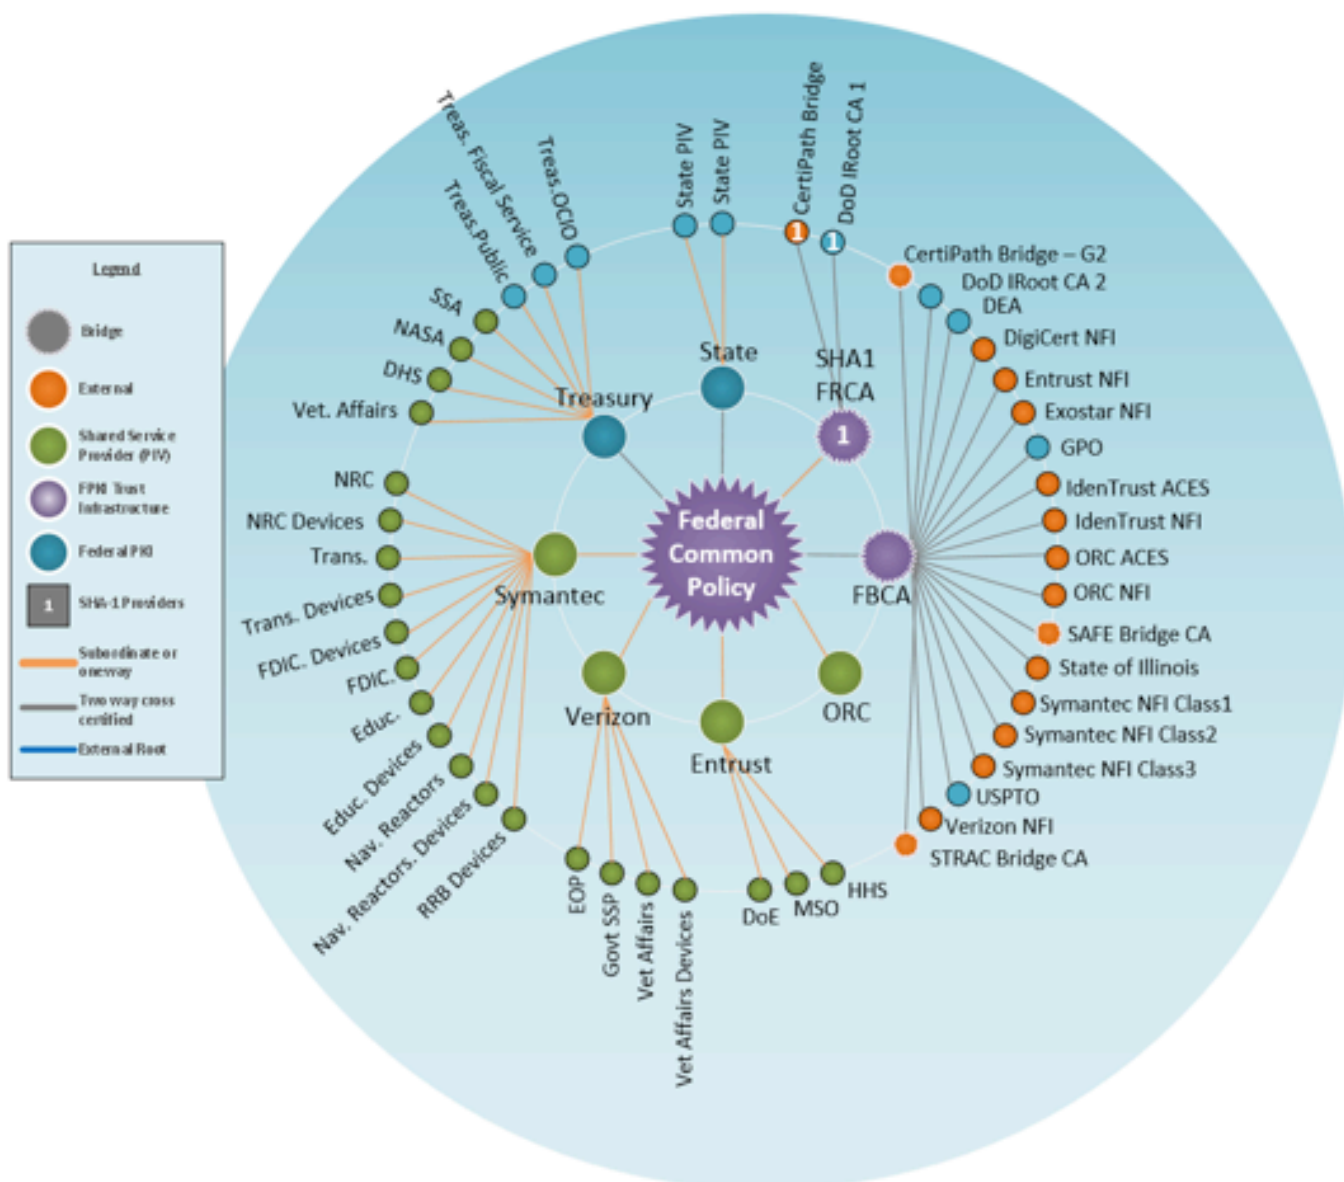 Legend
Bridge
External
Shared Service
Provider (PIV)
FPKI Trust
Infrastructure
Federal PKI
1
SHA-1 Providers
Subordinate or
oneway
Two way cross
certified
External Root
Federal
Common
Policy
State
SHA1
FRCA
1
FBCA
ORC
Entrust
Verizon
Symantec
Treasury
State PIV
State PIV
CertiPath Bridge
1
DoD IRoot CA 1
1
CertiPath Bridge – G2
DoD IRoot CA 2
DEA
DigiCert NFI
Entrust NFI
Exostar NFI
GPO
IdenTrust ACES
IdenTrust NFI
ORC ACES
ORC NFI
SAFE Bridge CA
State of Illinois
Symantec NFI Class1
Symantec NFI Class2
Symantec NFI Class3
USPTO
Verizon NFI
STRAC Bridge CA
HHS
MSO
DoE
Vet Affairs Devices
Vet Affairs
Govt SSP
EOP
RRB Devices
Nav. Reactors. Devices
Nav. Reactors
Educ. Devices
Educ.
FDIC.
FDIC. Devices
Trans. Devices
Trans.
NRC Devices
NRC
Vet. Affairs
DHS
NASA
SSA
Treas.Public
Treas. Fiscal Service
Treas.OCIO